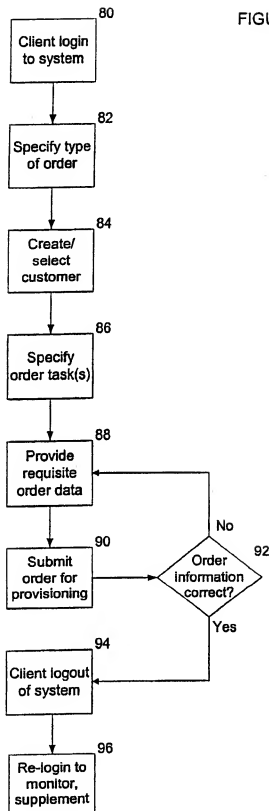 80
FIGU
Client login
to system
82
Specify type
of order
84
Create/
select
customer
86
Specify
order task(s)
88
Provide
requisite
order data
No
90
92
Submit
order for
provisioning
Order
information
correct?
94
Yes
Client logout
of system
96
Re-login to
monitor,
supplement